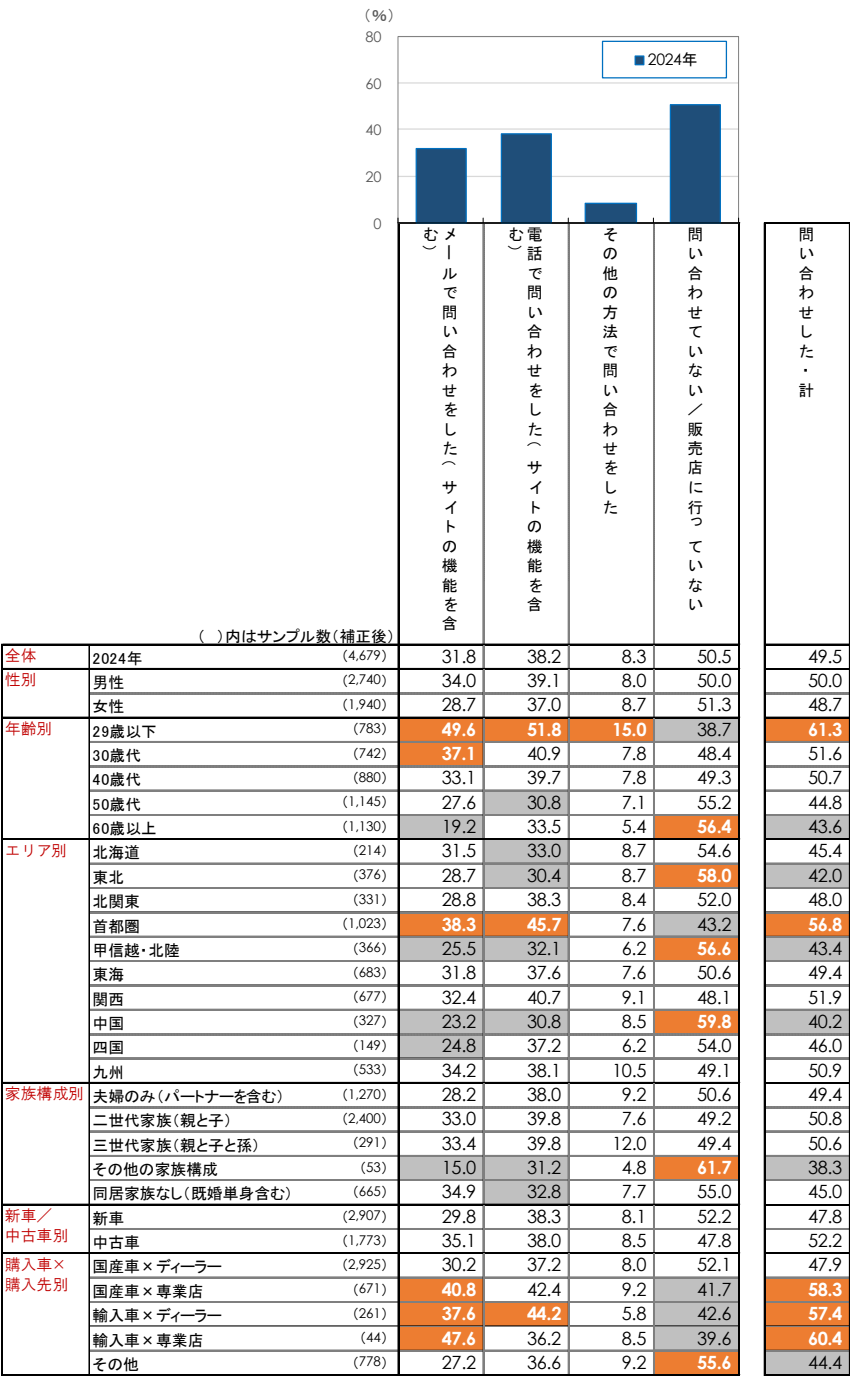 （%）
80
60
40
20
0
2024年
メールで問い合わせをした（サイトの機能を含む）
電話で問い合わせをした（サイトの機能を含む）
その他の方法で問い合わせをした
問い合わせていない／販売店に行っていない
問い合わせした・計
（　）内はサンプル数（補正後）
全体 2024年 (4,679) 31.8 38.2 8.3 50.5 49.5
性別 男性 (2,740) 34.0 39.1 8.0 50.0 50.0
女性 (1,940) 28.7 37.0 8.7 51.3 48.7
年齢別 29歳以下 (783) 49.6 51.8 15.0 38.7 61.3
30歳代 (742) 37.1 40.9 7.8 48.4 51.6
40歳代 (880) 33.1 39.7 7.8 49.3 50.7
50歳代 (1,145) 27.6 30.8 7.1 55.2 44.8
60歳以上 (1,130) 19.2 33.5 5.4 56.4 43.6
エリア別 北海道 (214) 31.5 33.0 8.7 54.6 45.4
東北 (376) 28.7 30.4 8.7 58.0 42.0
北関東 (331) 28.8 38.3 8.4 52.0 48.0
首都圏 (1,023) 38.3 45.7 7.6 43.2 56.8
甲信越・北陸 (366) 25.5 32.1 6.2 56.6 43.4
東海 (683) 31.8 37.6 7.6 50.6 49.4
関西 (677) 32.4 40.7 9.1 48.1 51.9
中国 (327) 23.2 30.8 8.5 59.8 40.2
四国 (149) 24.8 37.2 6.2 54.0 46.0
九州 (533) 34.2 38.1 10.5 49.1 50.9
家族構成別 夫婦のみ（パートナーを含む） (1,270) 28.2 38.0 9.2 50.6 49.4
二世代家族（親と子） (2,400) 33.0 39.8 7.6 49.2 50.8
三世代家族（親と子と孫） (291) 33.4 39.8 12.0 49.4 50.6
その他の家族構成 (53) 15.0 31.2 4.8 61.7 38.3
同居家族なし（既婚単身含む） (665) 34.9 32.8 7.7 55.0 45.0
新車／ 新車 (2,907) 29.8 38.3 8.1 52.2 47.8
中古車別 中古車 (1,773) 35.1 38.0 8.5 47.8 52.2
購入車× 国産車×ディーラー (2,925) 30.2 37.2 8.0 52.1 47.9
購入先別 国産車×専業店 (671) 40.8 42.4 9.2 41.7 58.3
輸入車×ディーラー (261) 37.6 44.2 5.8 42.6 57.4
輸入車×専業店 (44) 47.6 36.2 8.5 39.6 60.4
その他 (778) 27.2 36.6 9.2 55.6 44.4